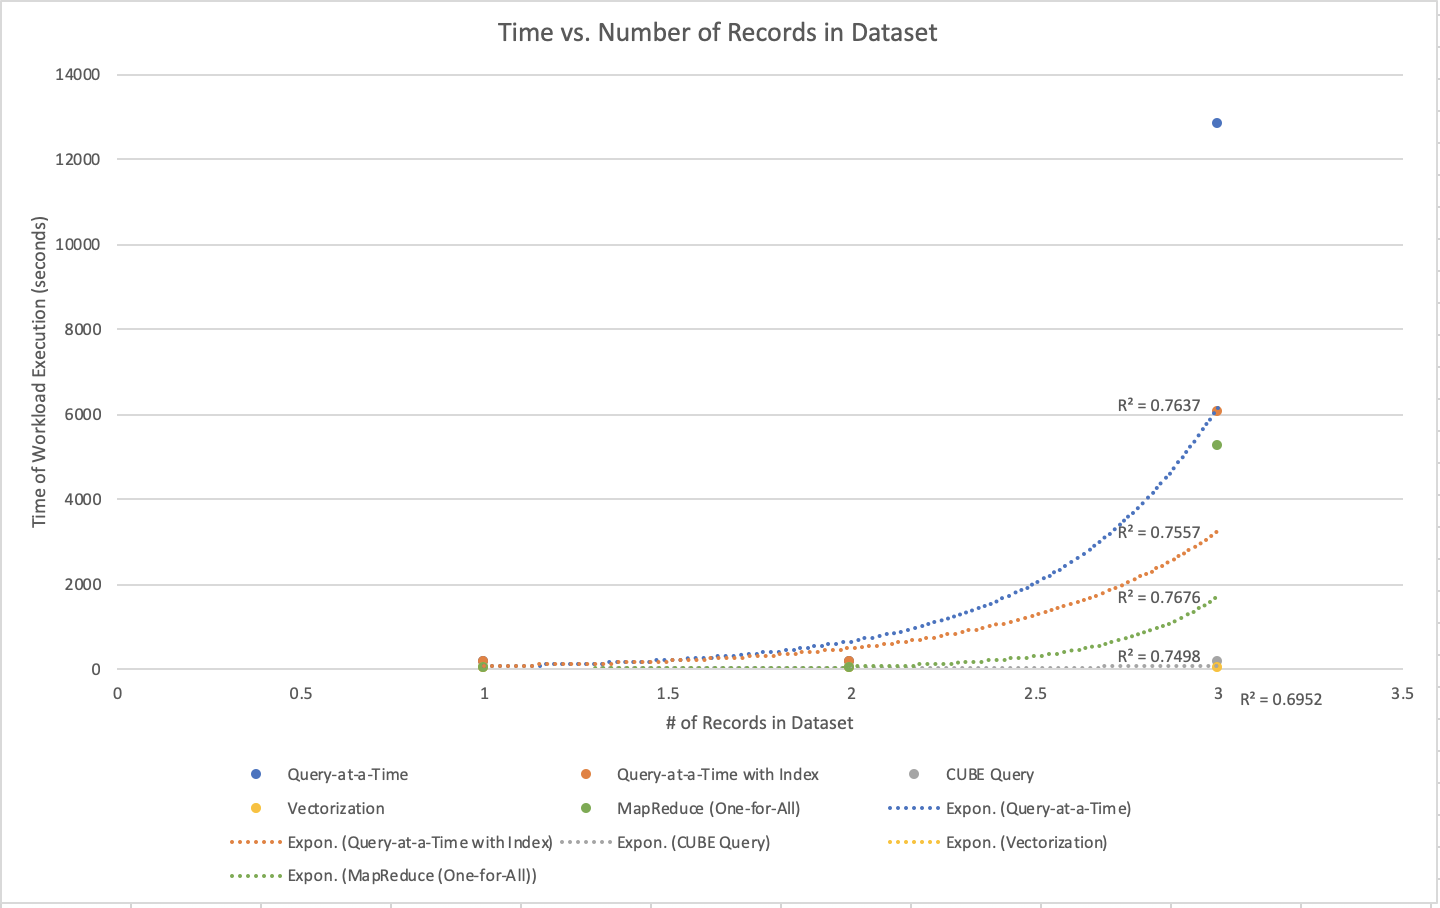 Time vs. Number of Records in Dataset
14000
12000
10000
8000
6000
4000
2000
0
Time of Workload Execution (seconds)
R² = 0.7637
R² = 0.7557
R² = 0.7676
R² = 0.7498
R² = 0.6952
0 0.5 1 1.5 2 2.5 3 3.5
# of Records in Dataset
Query-at-a-Time Query-at-a-Time with Index CUBE Query
Vectorization MapReduce (One-for-All) Expon. (Query-at-a-Time)
Expon. (Query-at-a-Time with Index) Expon. (CUBE Query) Expon. (Vectorization)
Expon. (MapReduce (One-for-All))